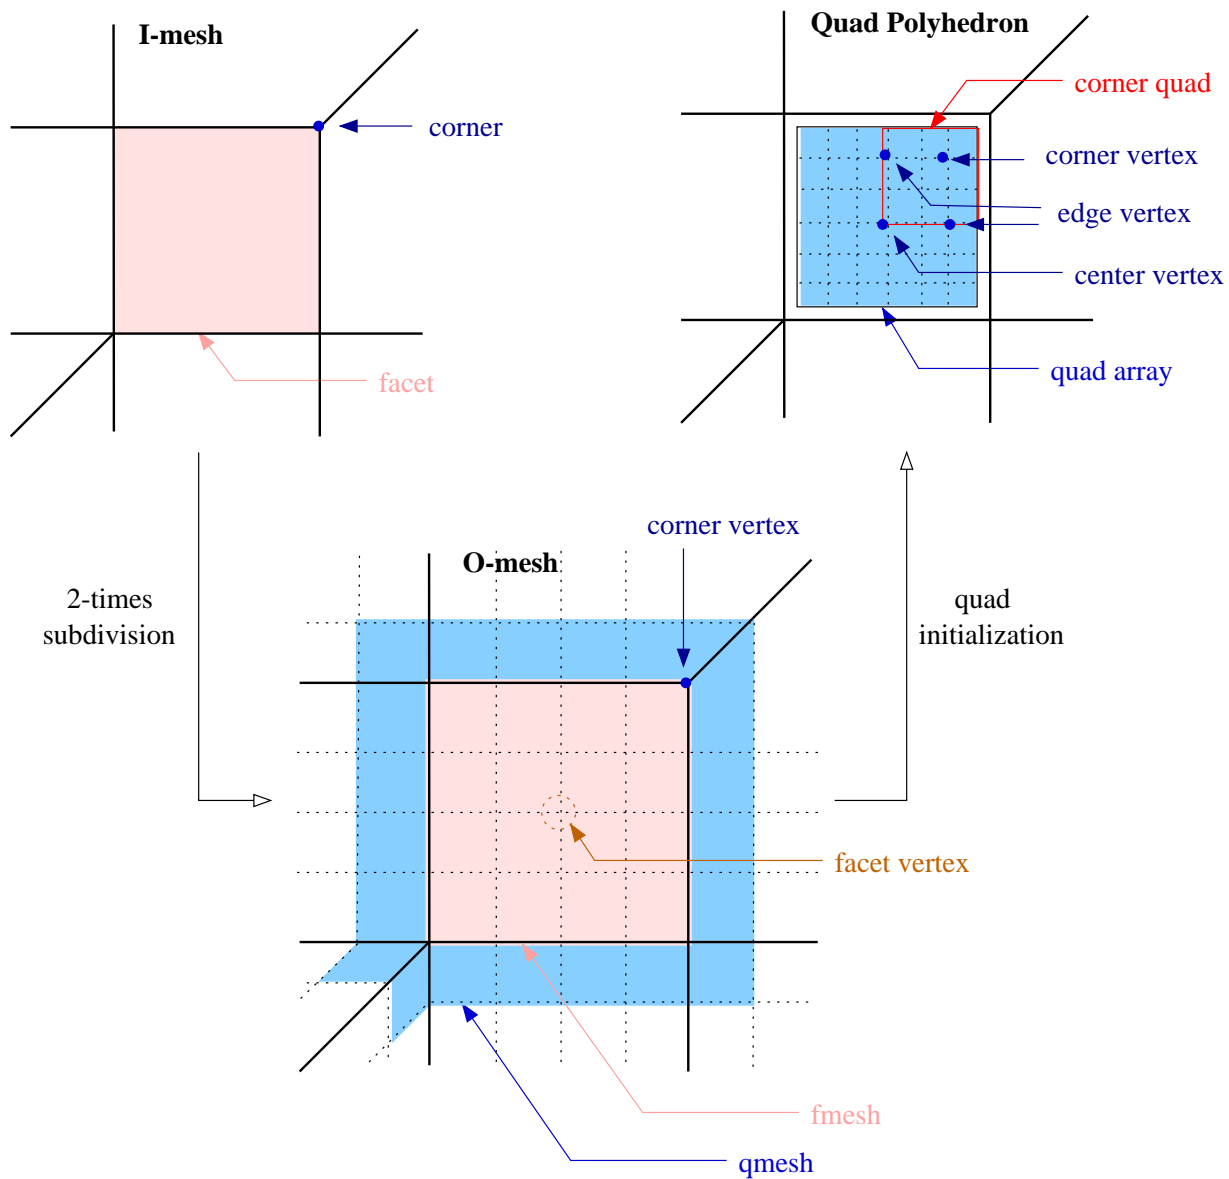 I-mesh
corner
facet
Quad Polyhedron
corner quad
corner vertex
edge vertex
center vertex
quad array
2-times
subdivision
O-mesh
corner vertex
facet vertex
fmesh
qmesh
quad
initialization